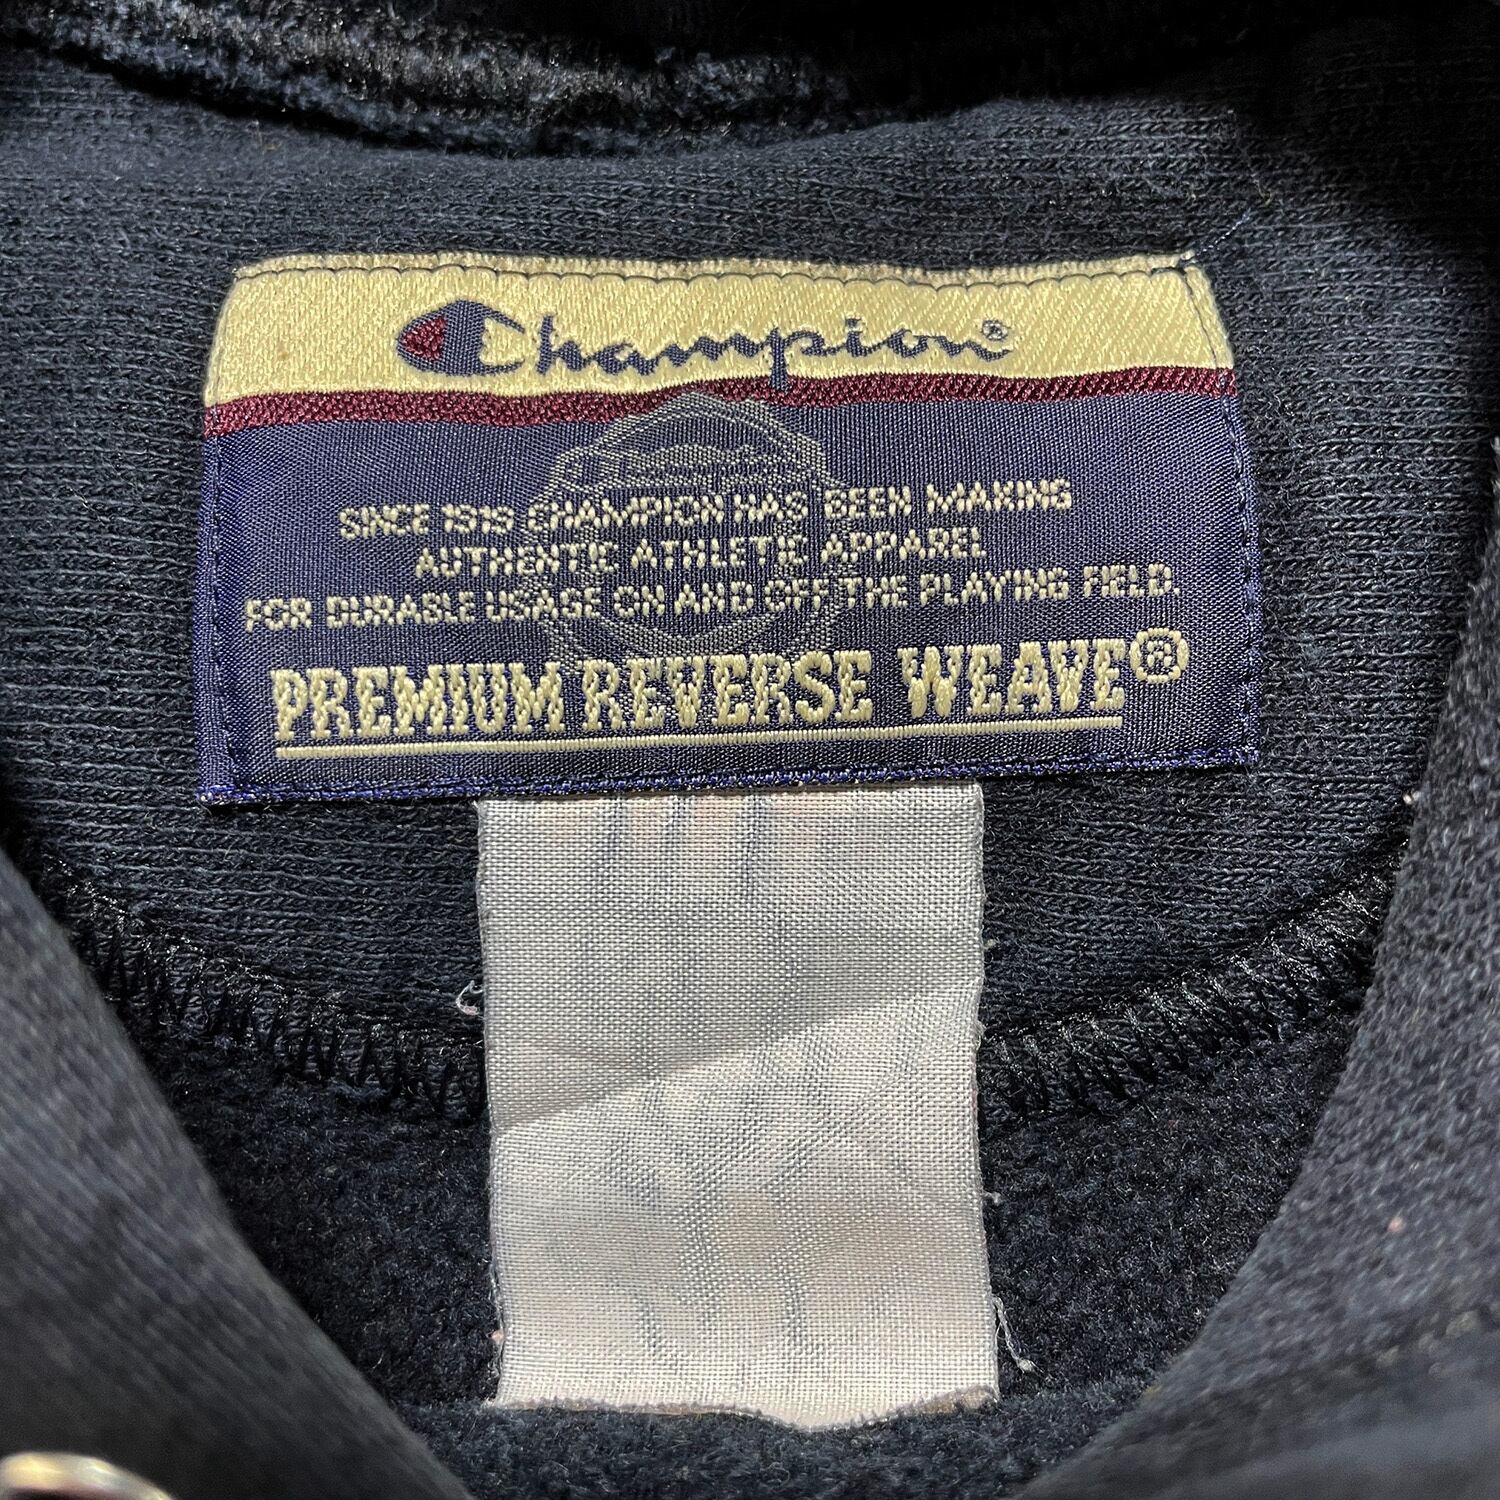 Champion®
SINCE 1919 CHAMPION HAS BEEN MAKING
AUTHENTIC ATHLETIC APPAREL
FOR DURABLE USAGE ON AND OFF THE PLAYING FIELD
PREMIUM REVERSE WEAVE®